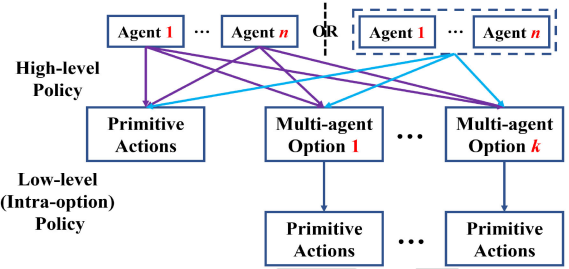 Agent 1 ... Agent n OR Agent 1 ... Agent n
High-level
Policy
Primitive
Actions
Multi-agent
Option 1
...
Multi-agent
Option k
Low-level
(Intra-option)
Policy
Primitive
Actions
...
Primitive
Actions